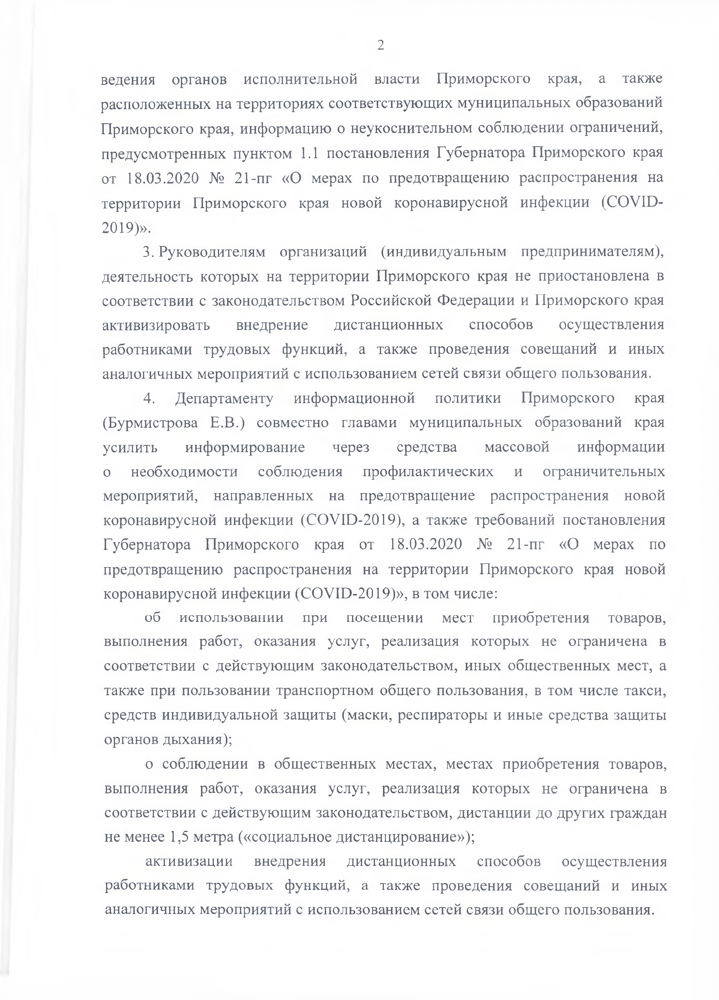 2
ведения органов исполнительной власти Приморского края, а также
расположенных на территориях соответствующих муниципальных образований
Приморского края, информацию о неукоснительном соблюдении ограничений,
предусмотренных пунктом 1.1 постановления Губернатора Приморского края
от 18.03.2020 № 21-пг «О мерах по предотвращению распространения на
территории Приморского края новой коронавирусной инфекции (COVID-
2019)».
3. Руководителям организаций (индивидуальным предпринимателям),
деятельность которых на территории Приморского края не приостановлена в
соответствии с законодательством Российской Федерации и Приморского края
активизировать внедрение дистанционных способов осуществления
работниками трудовых функций, а также проведения совещаний и иных
аналогичных мероприятий с использованием сетей связи общего пользования.
4. Департаменту информационной политики Приморского края
(Бурмистрова Е.В.) совместно главами муниципальных образований края
усилить информирование через средства массовой информации
о необходимости соблюдения профилактических и ограничительных
мероприятий, направленных на предотвращение распространения новой
коронавирусной инфекции (COVID-2019), а также требований постановления
Губернатора Приморского края от 18.03.2020 № 21-пг «О мерах по
предотвращению распространения на территории Приморского края новой
коронавирусной инфекции (COVID-2019)», в том числе:
об использовании при посещении мест приобретения товаров,
выполнения работ, оказания услуг, реализация которых не ограничена в
соответствии с действующим законодательством, иных общественных мест, а
также при пользовании транспортном общего пользования, в том числе такси,
средств индивидуальной защиты (маски, респираторы и иные средства защиты
органов дыхания);
о соблюдении в общественных местах, местах приобретения товаров,
выполнения работ, оказания услуг, реализация которых не ограничена в
соответствии с действующим законодательством, дистанции до других граждан
не менее 1,5 метра («социальное дистанцирование»);
активизации внедрения дистанционных способов осуществления
работниками трудовых функций, а также проведения совещаний и иных
аналогичных мероприятий с использованием сетей связи общего пользования.